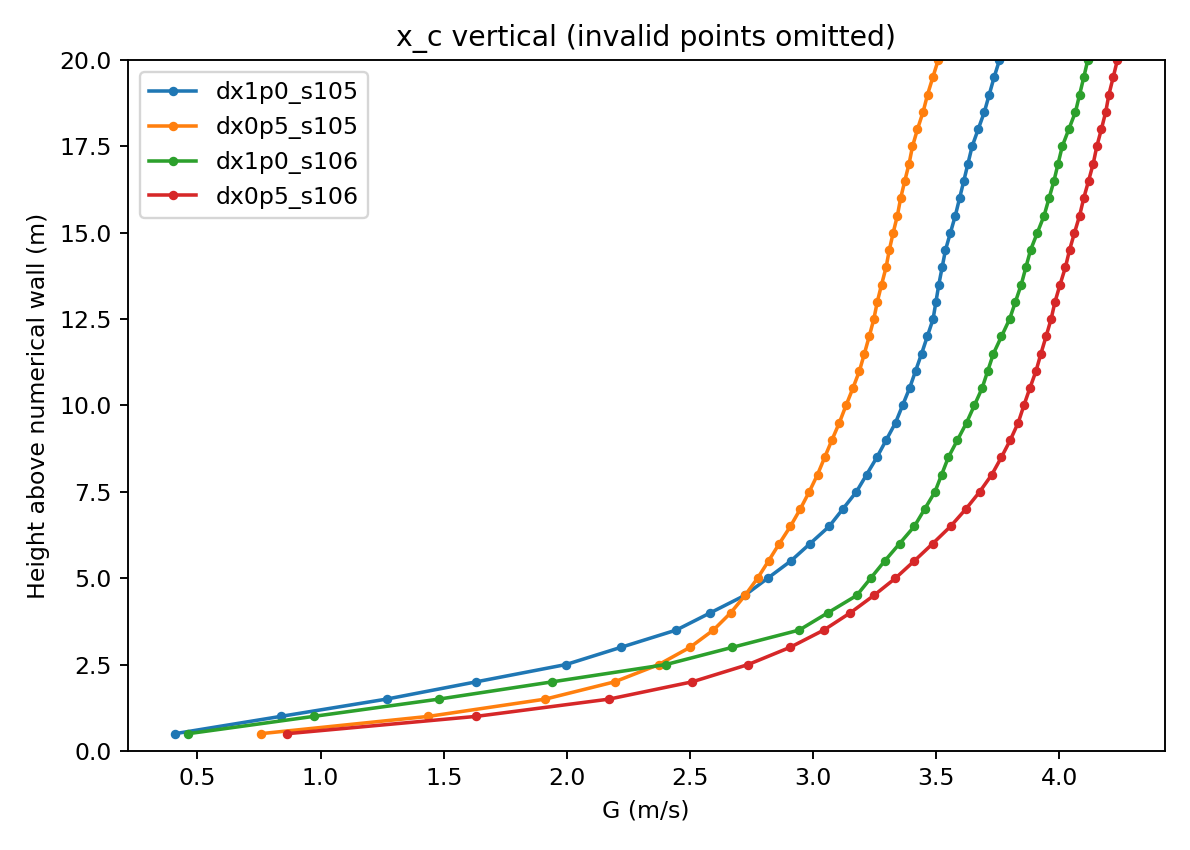 x_c vertical (invalid points omitted)
20.0
17.5
15.0
12.5
10.0
7.5
5.0
2.5
0.0
Height above numerical wall (m)
dx1p0_s105
dx0p5_s105
dx1p0_s106
dx0p5_s106
0.5 1.0 1.5 2.0 2.5 3.0 3.5 4.0
G (m/s)